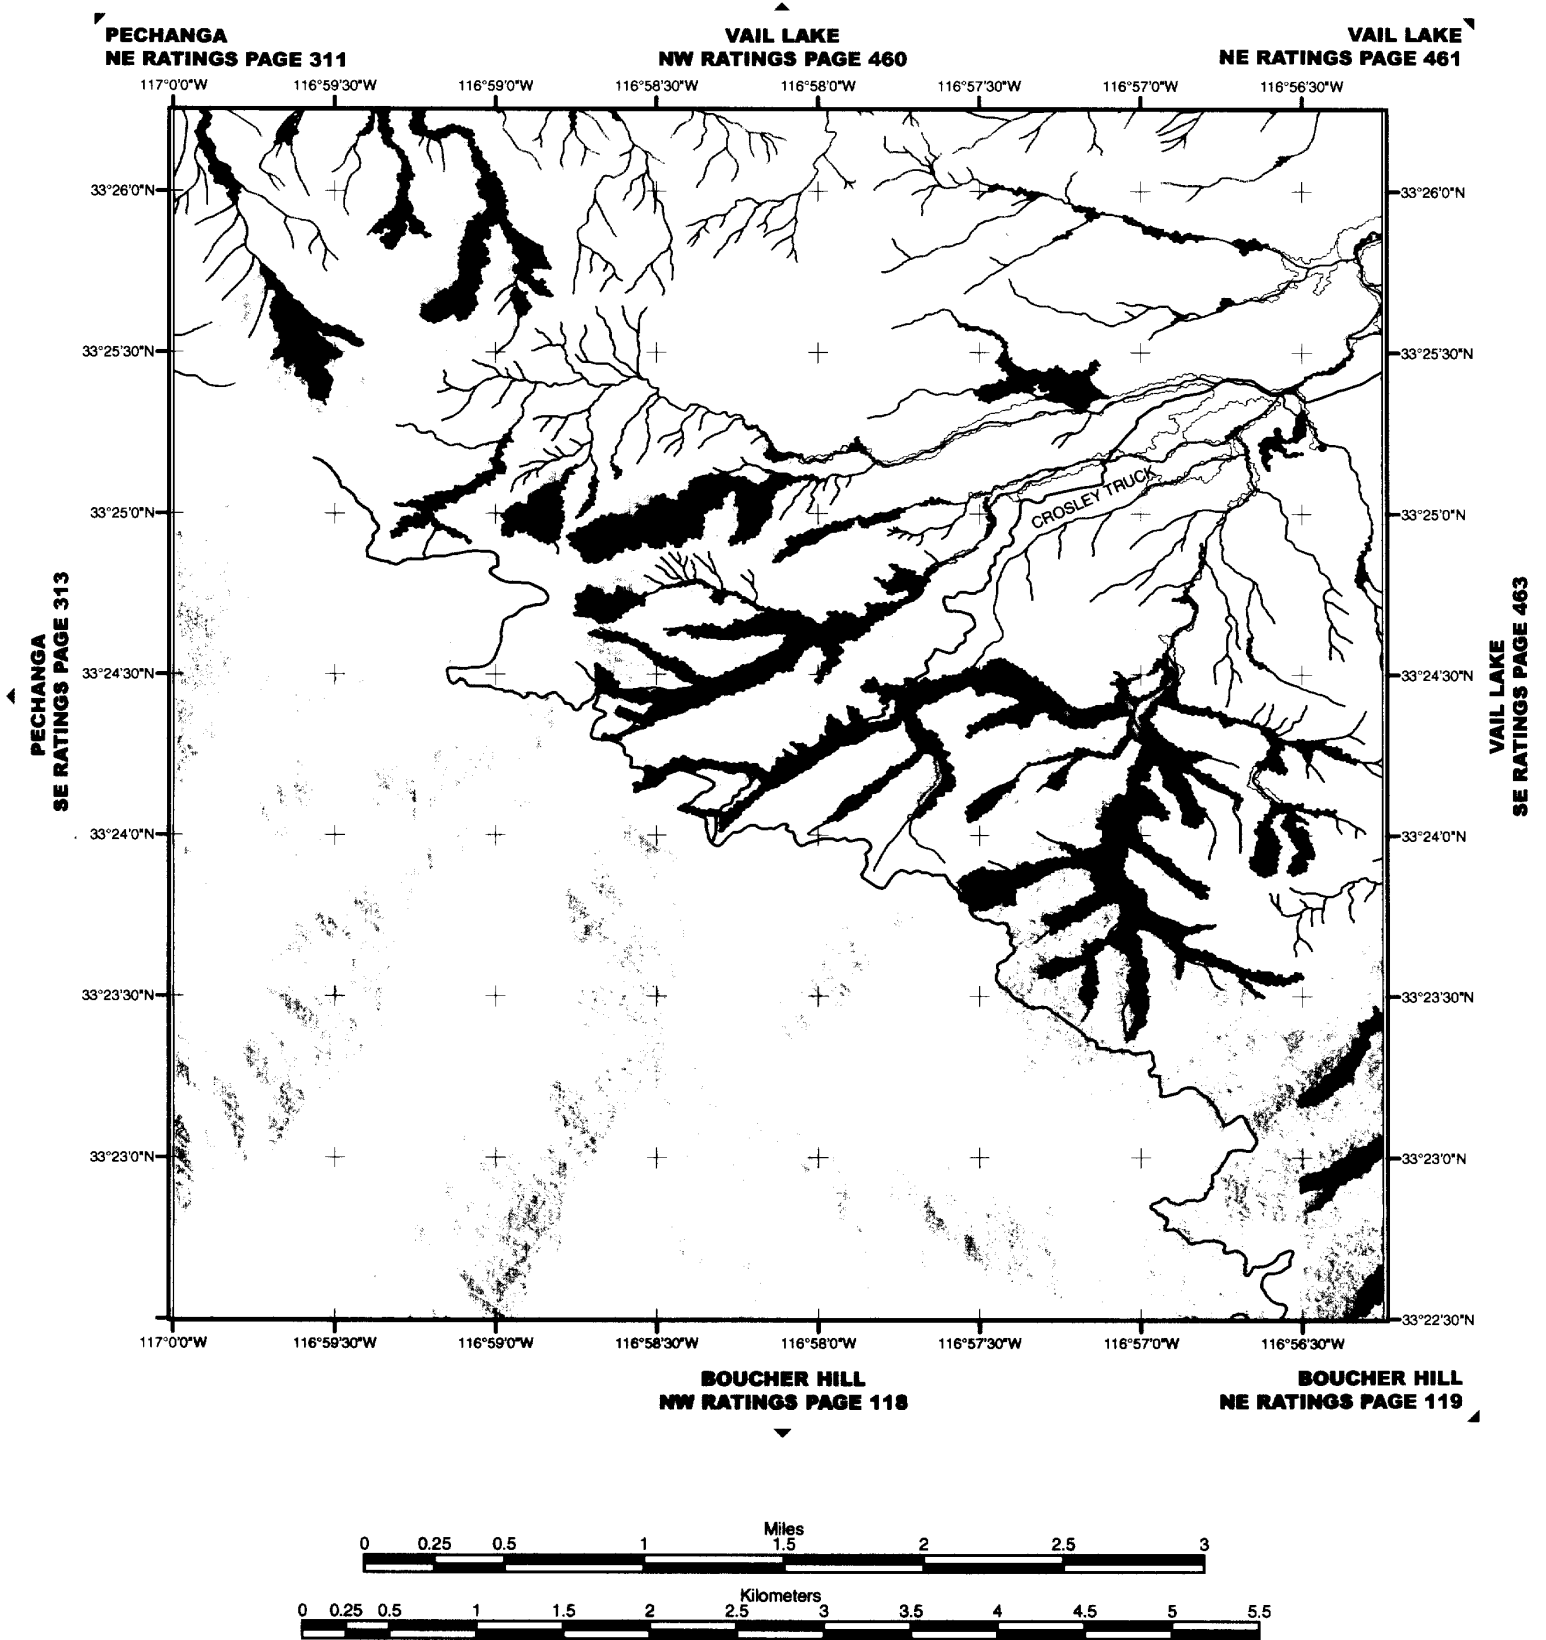 PECHANGA
NE RATINGS PAGE 311
VAIL LAKE
NW RATINGS PAGE 460
VAIL LAKE
NE RATINGS PAGE 461
117°0'0"W 116°59'30"W 116°59'0"W 116°58'30"W 116°58'0"W 116°57'30"W 116°57'0"W 116°56'30"W
33°26'0"N 33°26'0"N
33°25'30"N 33°25'30"N
CROSLEY TRUCK
33°25'0"N 33°25'0"N
PECHANGA
SE RATINGS PAGE 313
VAIL LAKE
SE RATINGS PAGE 463
33°24'30"N 33°24'30"N
33°24'0"N 33°24'0"N
33°23'30"N 33°23'30"N
33°23'0"N 33°23'0"N
33°22'30"N
117°0'0"W 116°59'30"W 116°59'0"W 116°58'30"W 116°58'0"W 116°57'30"W 116°57'0"W 116°56'30"W
BOUCHER HILL
NW RATINGS PAGE 118
BOUCHER HILL
NE RATINGS PAGE 119
Miles
0 0.25 0.5 1 1.5 2 2.5 3
Kilometers
0 0.25 0.5 1 1.5 2 2.5 3 3.5 4 4.5 5 5.5